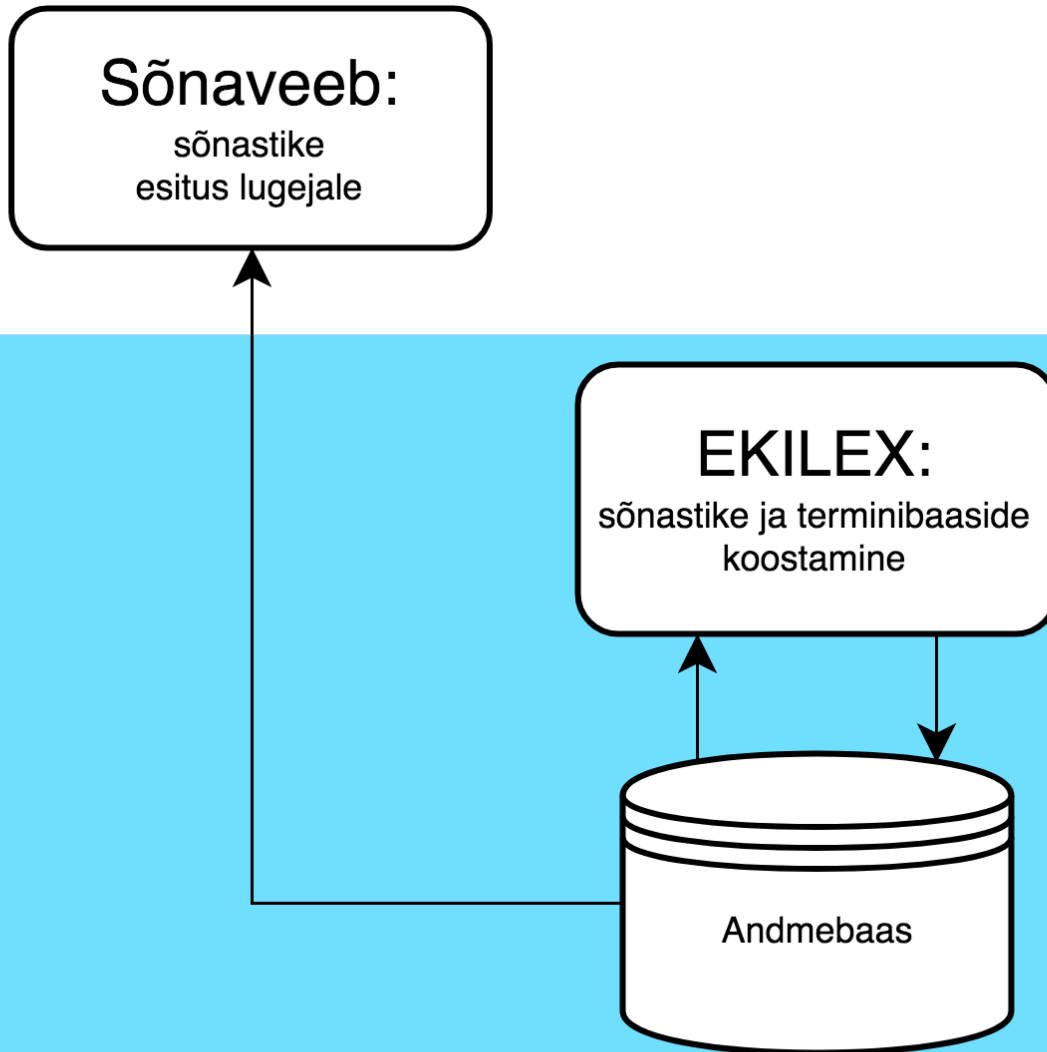 Sõnaveeb:
sõnastike
esitus lugejale
EKILEX:
sõnastike ja terminibaaside
koostamine
Andmebaas